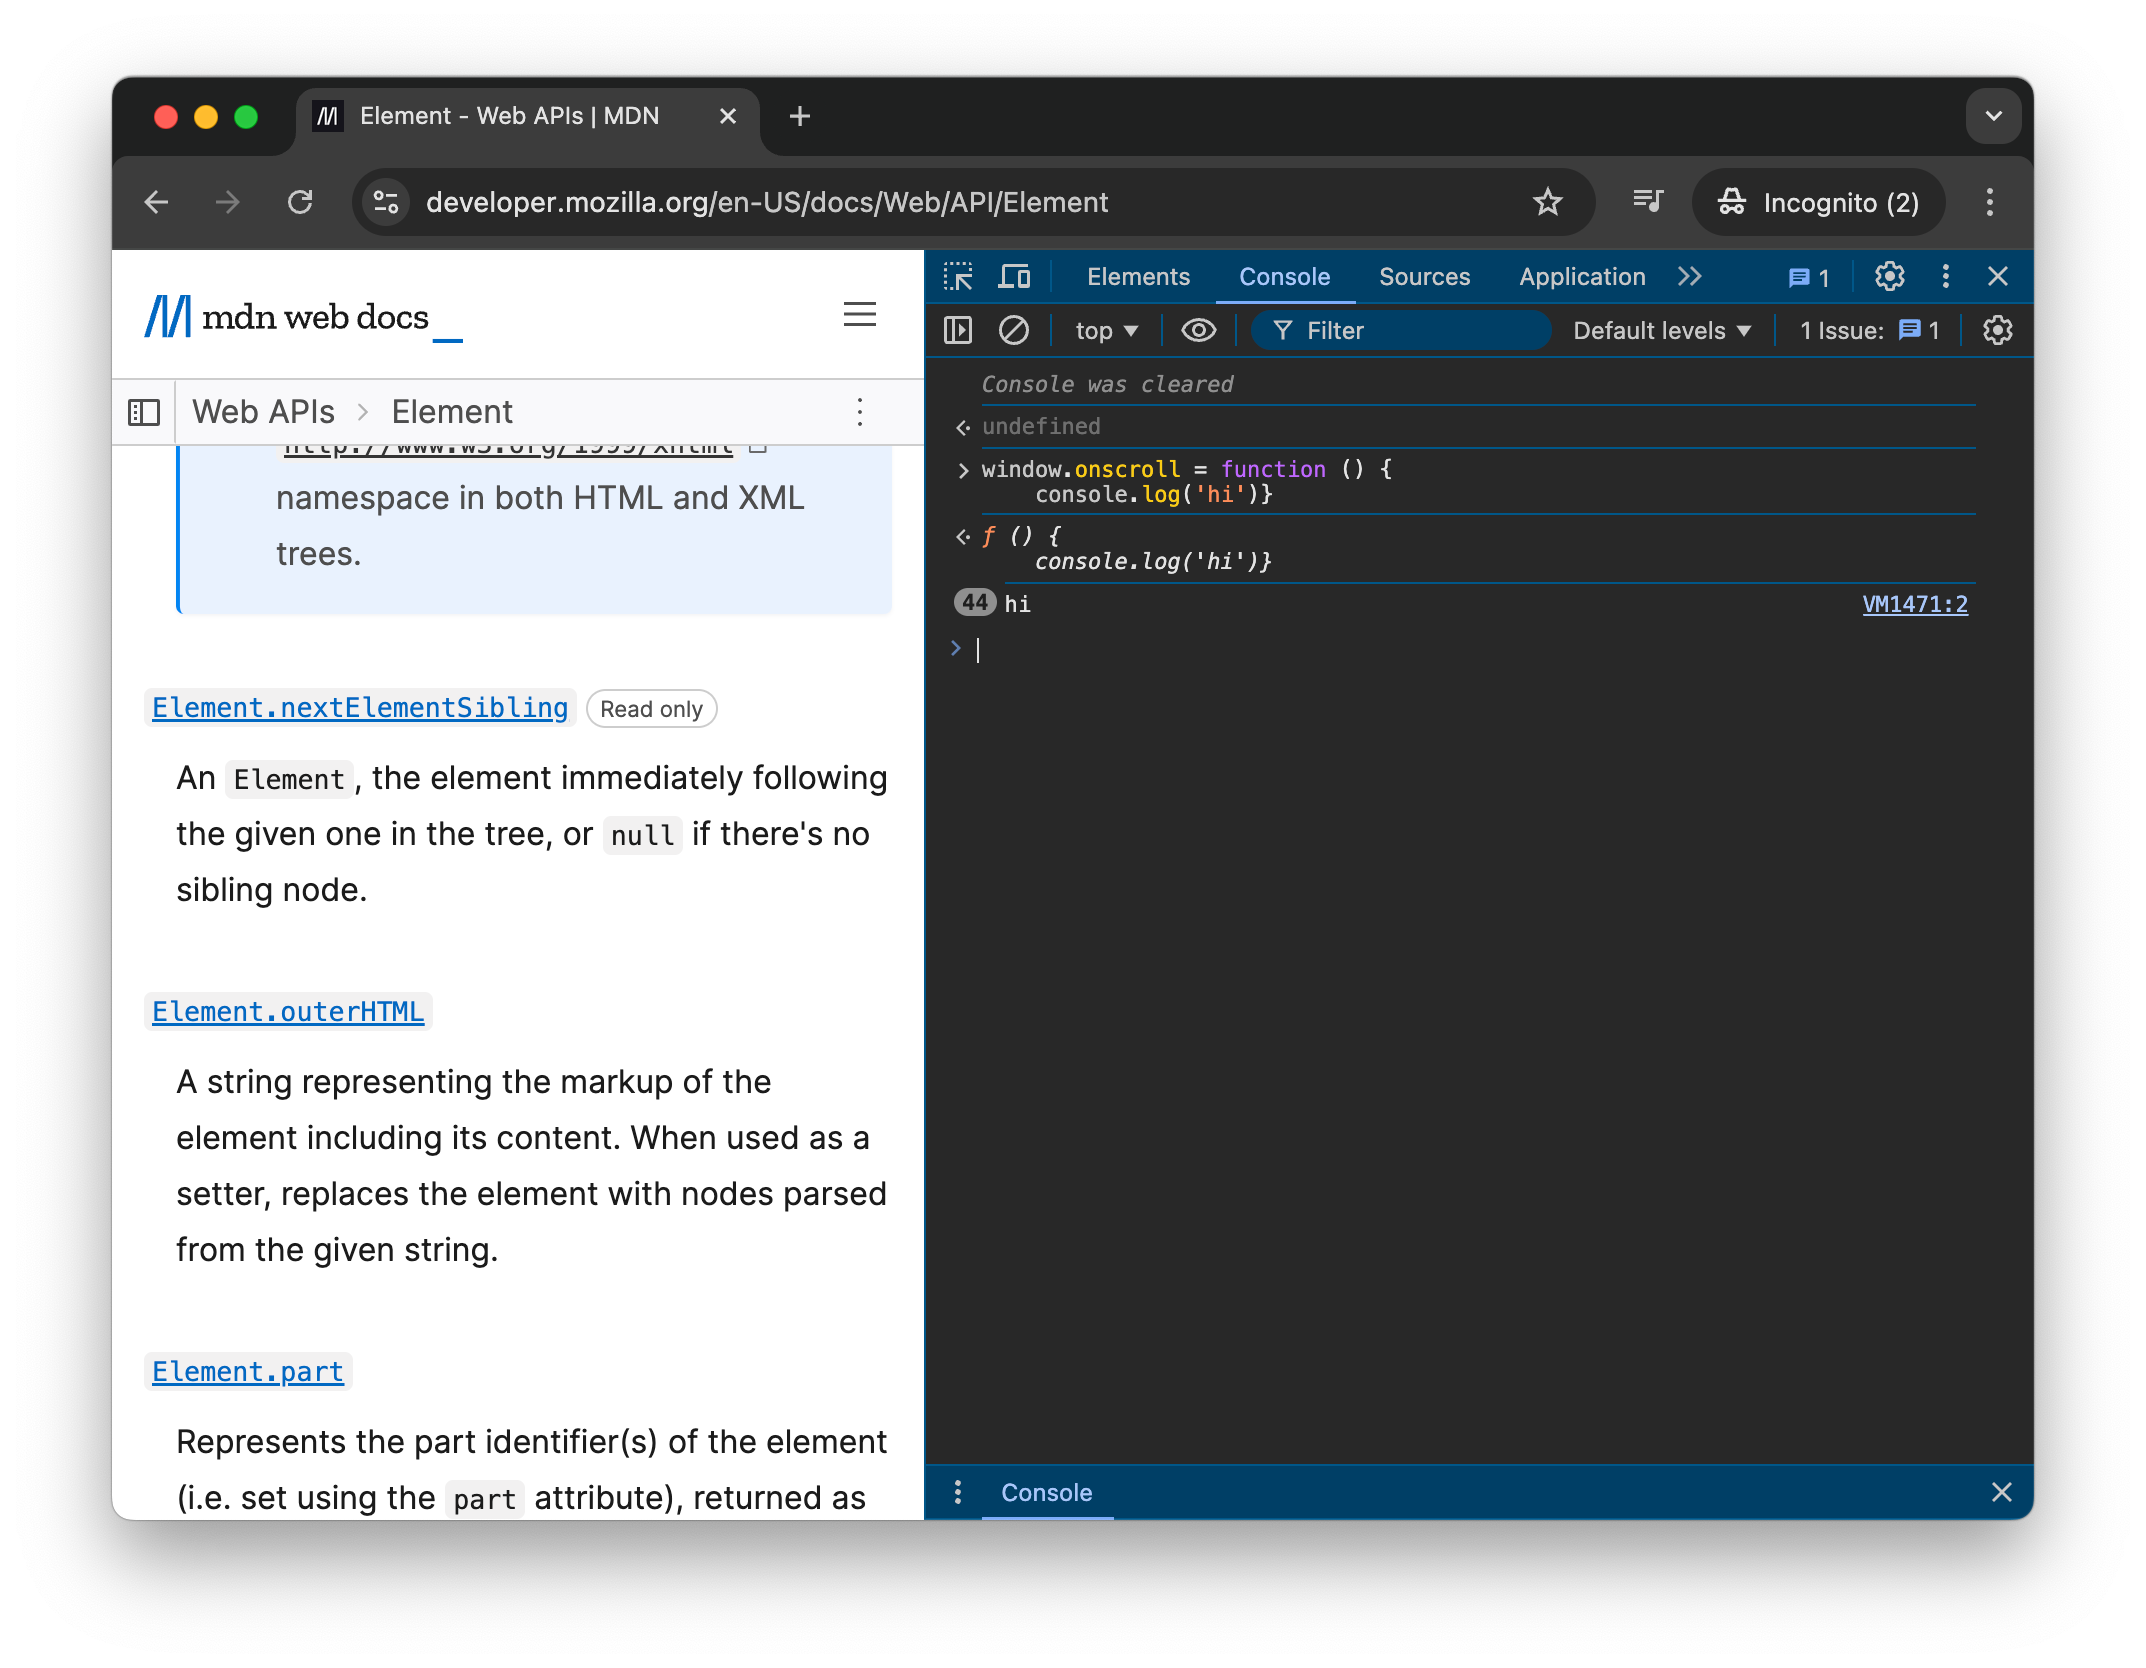 Element - Web APIs | MDN
developer.mozilla.org/en-US/docs/Web/API/Element
Incognito (2)
mdn web docs_
Web APIs > Element
http://www.w3.org/1999/xhtml
namespace in both HTML and XML
trees.
Element.nextElementSibling Read only
An Element, the element immediately following
the given one in the tree, or null if there's no
sibling node.
Element.outerHTML
A string representing the markup of the
element including its content. When used as a
setter, replaces the element with nodes parsed
from the given string.
Element.part
Represents the part identifier(s) of the element
(i.e. set using the part attribute), returned as
Elements Console Sources Application 1
top Filter Default levels 1 Issue: 1
Console was cleared
undefined
window.onscroll = function () {
console.log('hi')}
ƒ () {
console.log('hi')}
44 hi VM1471:2
Console